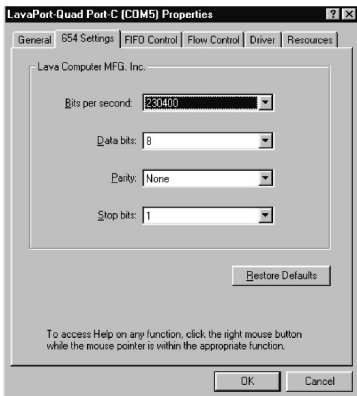 LavaPort-Quad Port-C (COM5) Properties
General 654 Settings FIFO Control Flow Control Driver Resources
Lava Computer MFG. Inc.
Bits per second: 230400
Data bits: 8
Parity: None
Stop bits: 1
Restore Defaults
To access Help on any function, click the right mouse button
while the mouse pointer is within the appropriate function.
OK Cancel